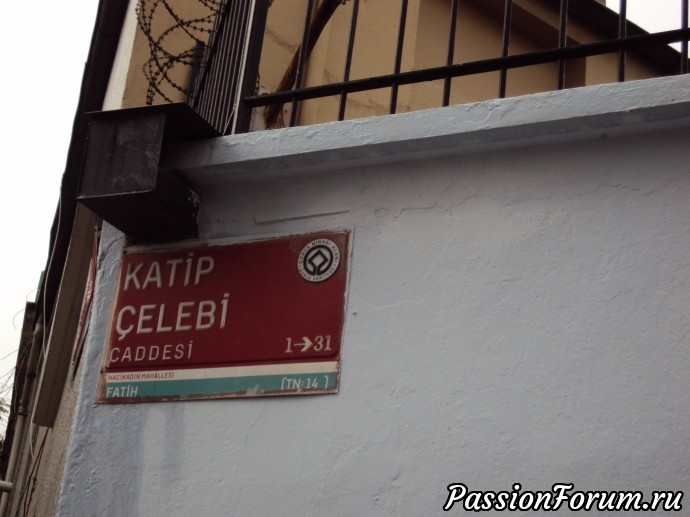 KATİP
ÇELEBİ
CADDESİ
1→31
HACIKADIN MAHALLESİ
FATİH
(TN:14)
PassionForum.ru